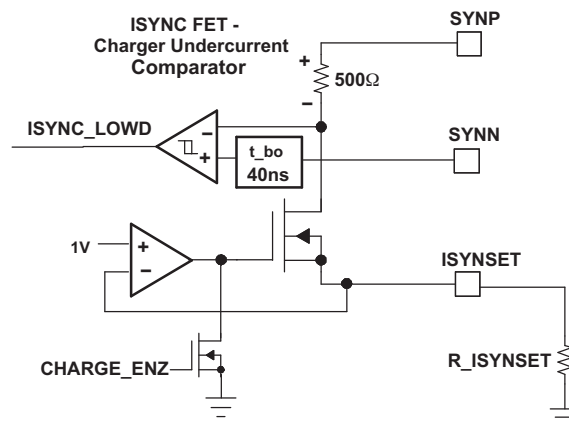 ISYNC FET -
Charger Undercurrent
Comparator
SYNP
+
500Ω
−
ISYNC_LOWD
−
+
t_bo
40ns
SYNN
1V
+
−
ISYNSET
CHARGE_ENZ
R_ISYNSET